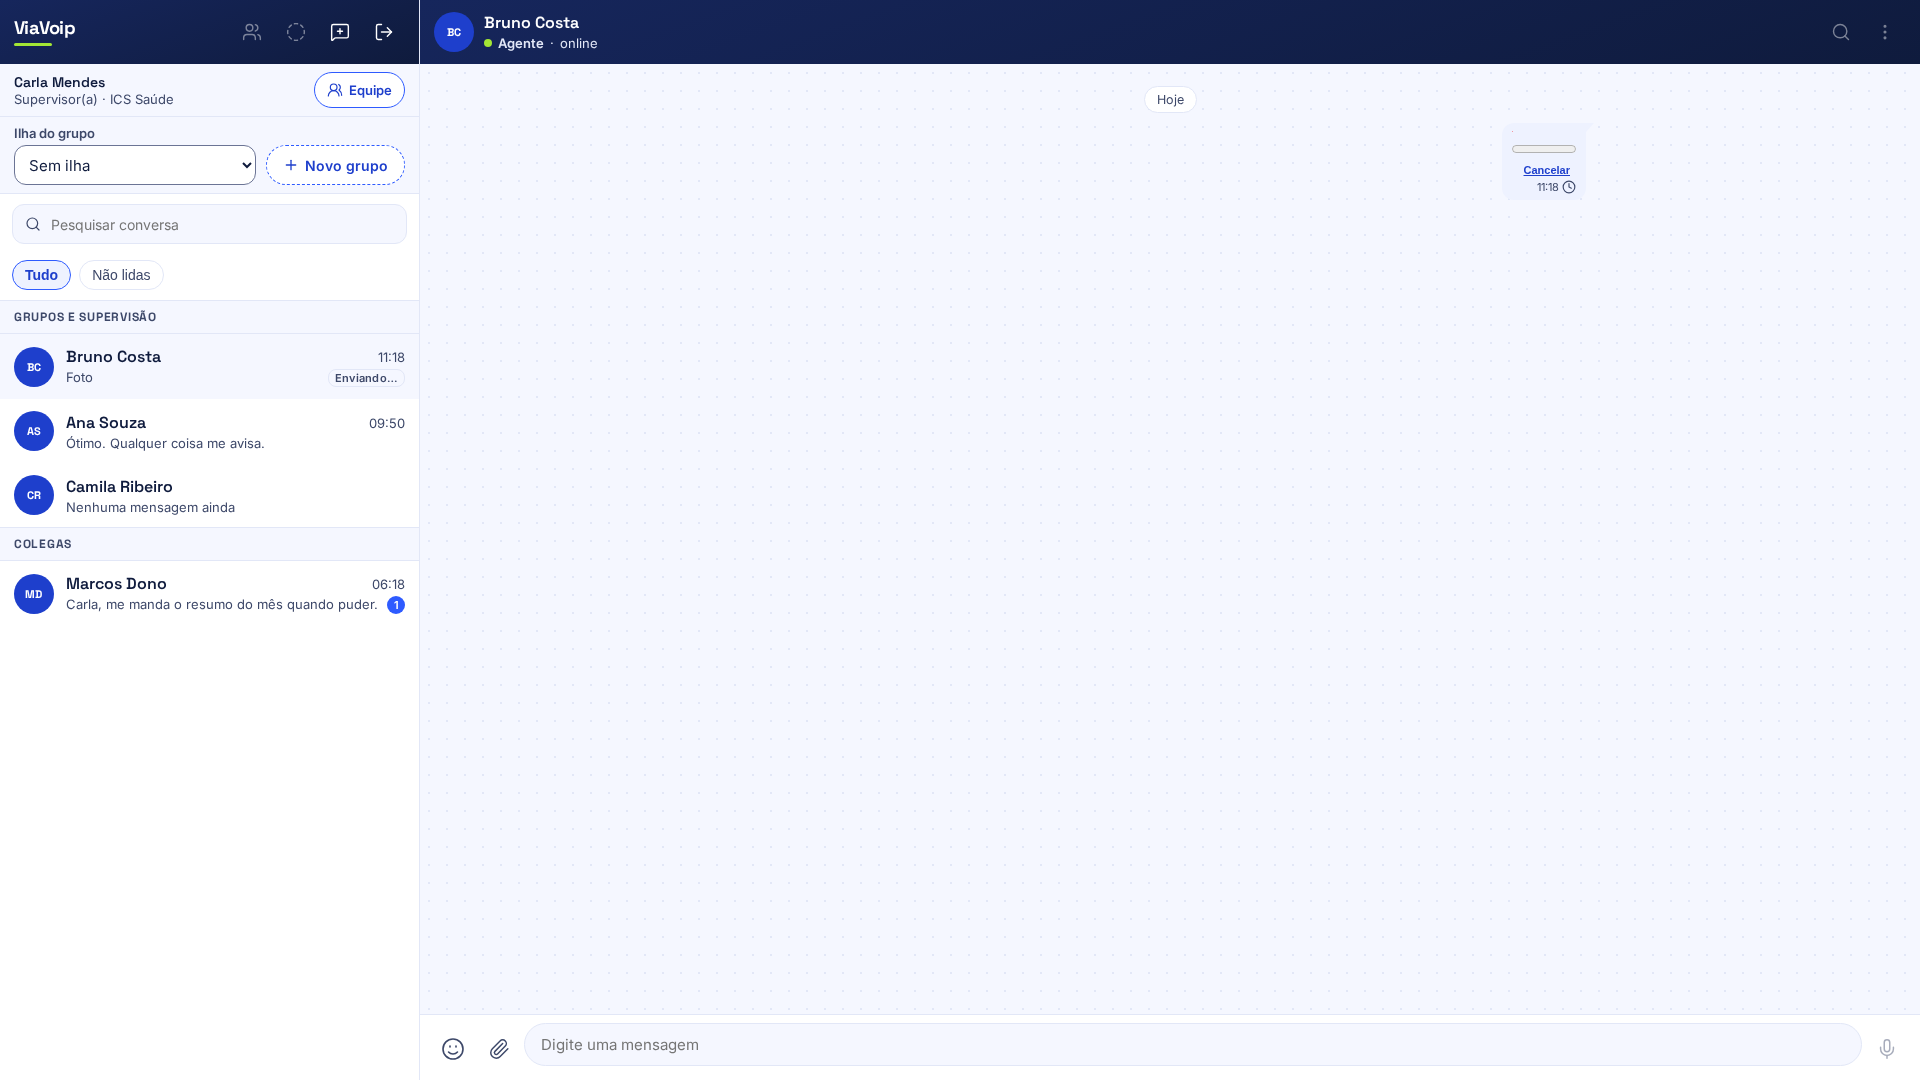 ViaVoip
Carla Mendes
Supervisor(a) · ICS Saúde
Equipe
Ilha do grupo
Sem ilha
Novo grupo
Pesquisar conversa
Tudo
Não lidas
GRUPOS E SUPERVISÃO
BC
Bruno Costa
11:18
Foto
Enviando…
AS
Ana Souza
09:50
Ótimo. Qualquer coisa me avisa.
CR
Camila Ribeiro
Nenhuma mensagem ainda
COLEGAS
MD
Marcos Dono
06:18
Carla, me manda o resumo do mês quando puder.
1
BC
Bruno Costa
Agente · online
Hoje
Cancelar
11:18
Digite uma mensagem